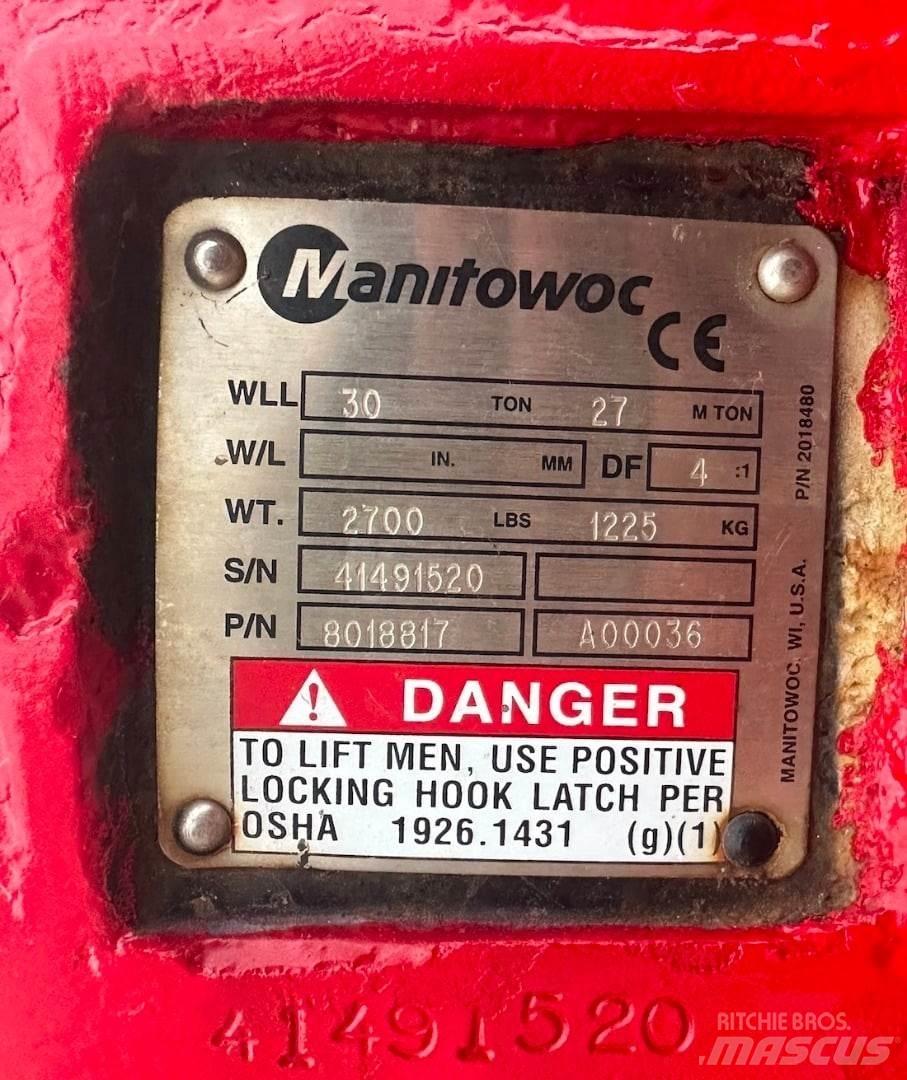 Manitowoc
CE
WLL 30 TON 27 M TON
W/L IN. MM DF 4 :1
WT. 2700 LBS 1225 KG
S/N 41491520
P/N 8018817 A00036
MANITOWOC. WI, U.S.A. P/N 2018480
DANGER
TO LIFT MEN, USE POSITIVE
LOCKING HOOK LATCH PER
OSHA 1926.1431 (g)(1)
41491520
RITCHIE BROS.
MASCUS